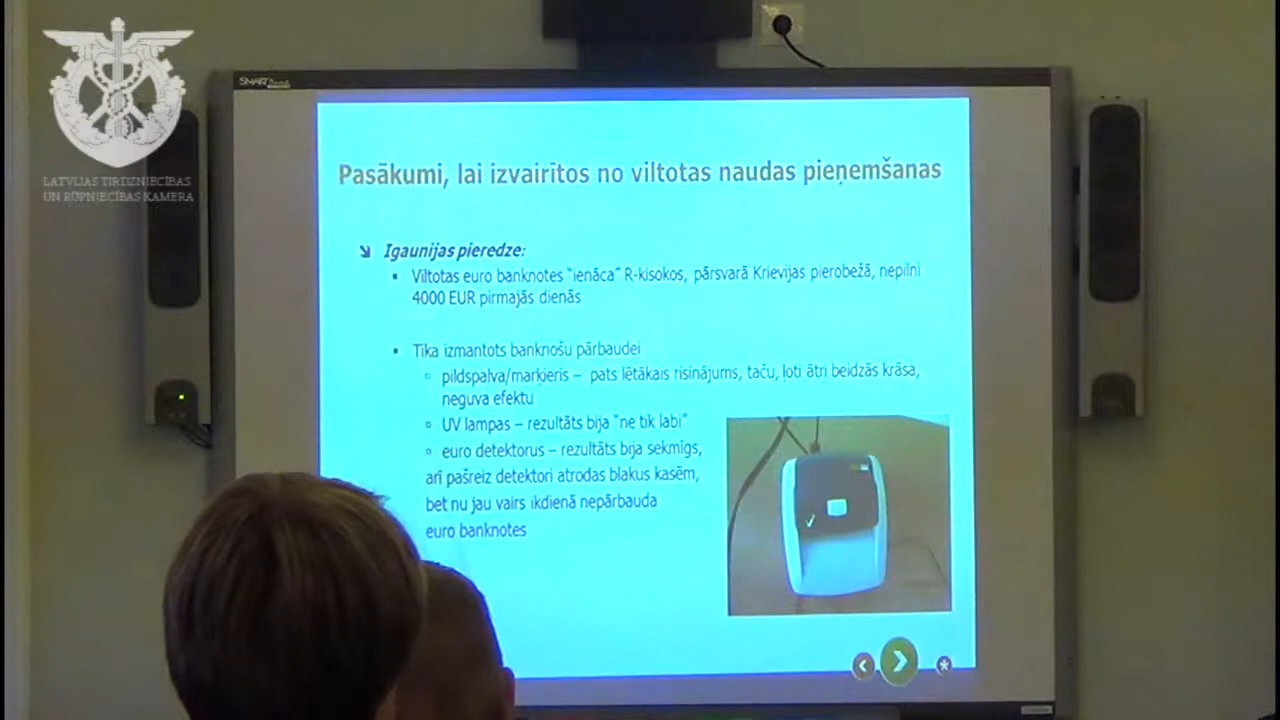 SMART
LATVIJAS TIRDZNIECĪBAS
UN RŪPNIECĪBAS KAMERA
Pasākumi, lai izvairītos no viltotas naudas pieņemšanas
Igaunijas pieredze:
Viltotas euro banknotes “ienāca” R-kisokos, pārsvarā Krievijas pierobežā, nepilni
4000 EUR pirmajās dienās
Tika izmantots banknošu pārbaudei
pildspalva/marķieris – pats lētākais risinājums, taču, ļoti ātri beidzās krāsa,
neguva efektu
UV lampas – rezultāts bija “ne tik labi”
euro detektorus – rezultāts bija sekmīgs,
arī pašreiz detektori atrodas blakus kasēm,
bet nu jau vairs ikdienā nepārbauda
euro banknotes